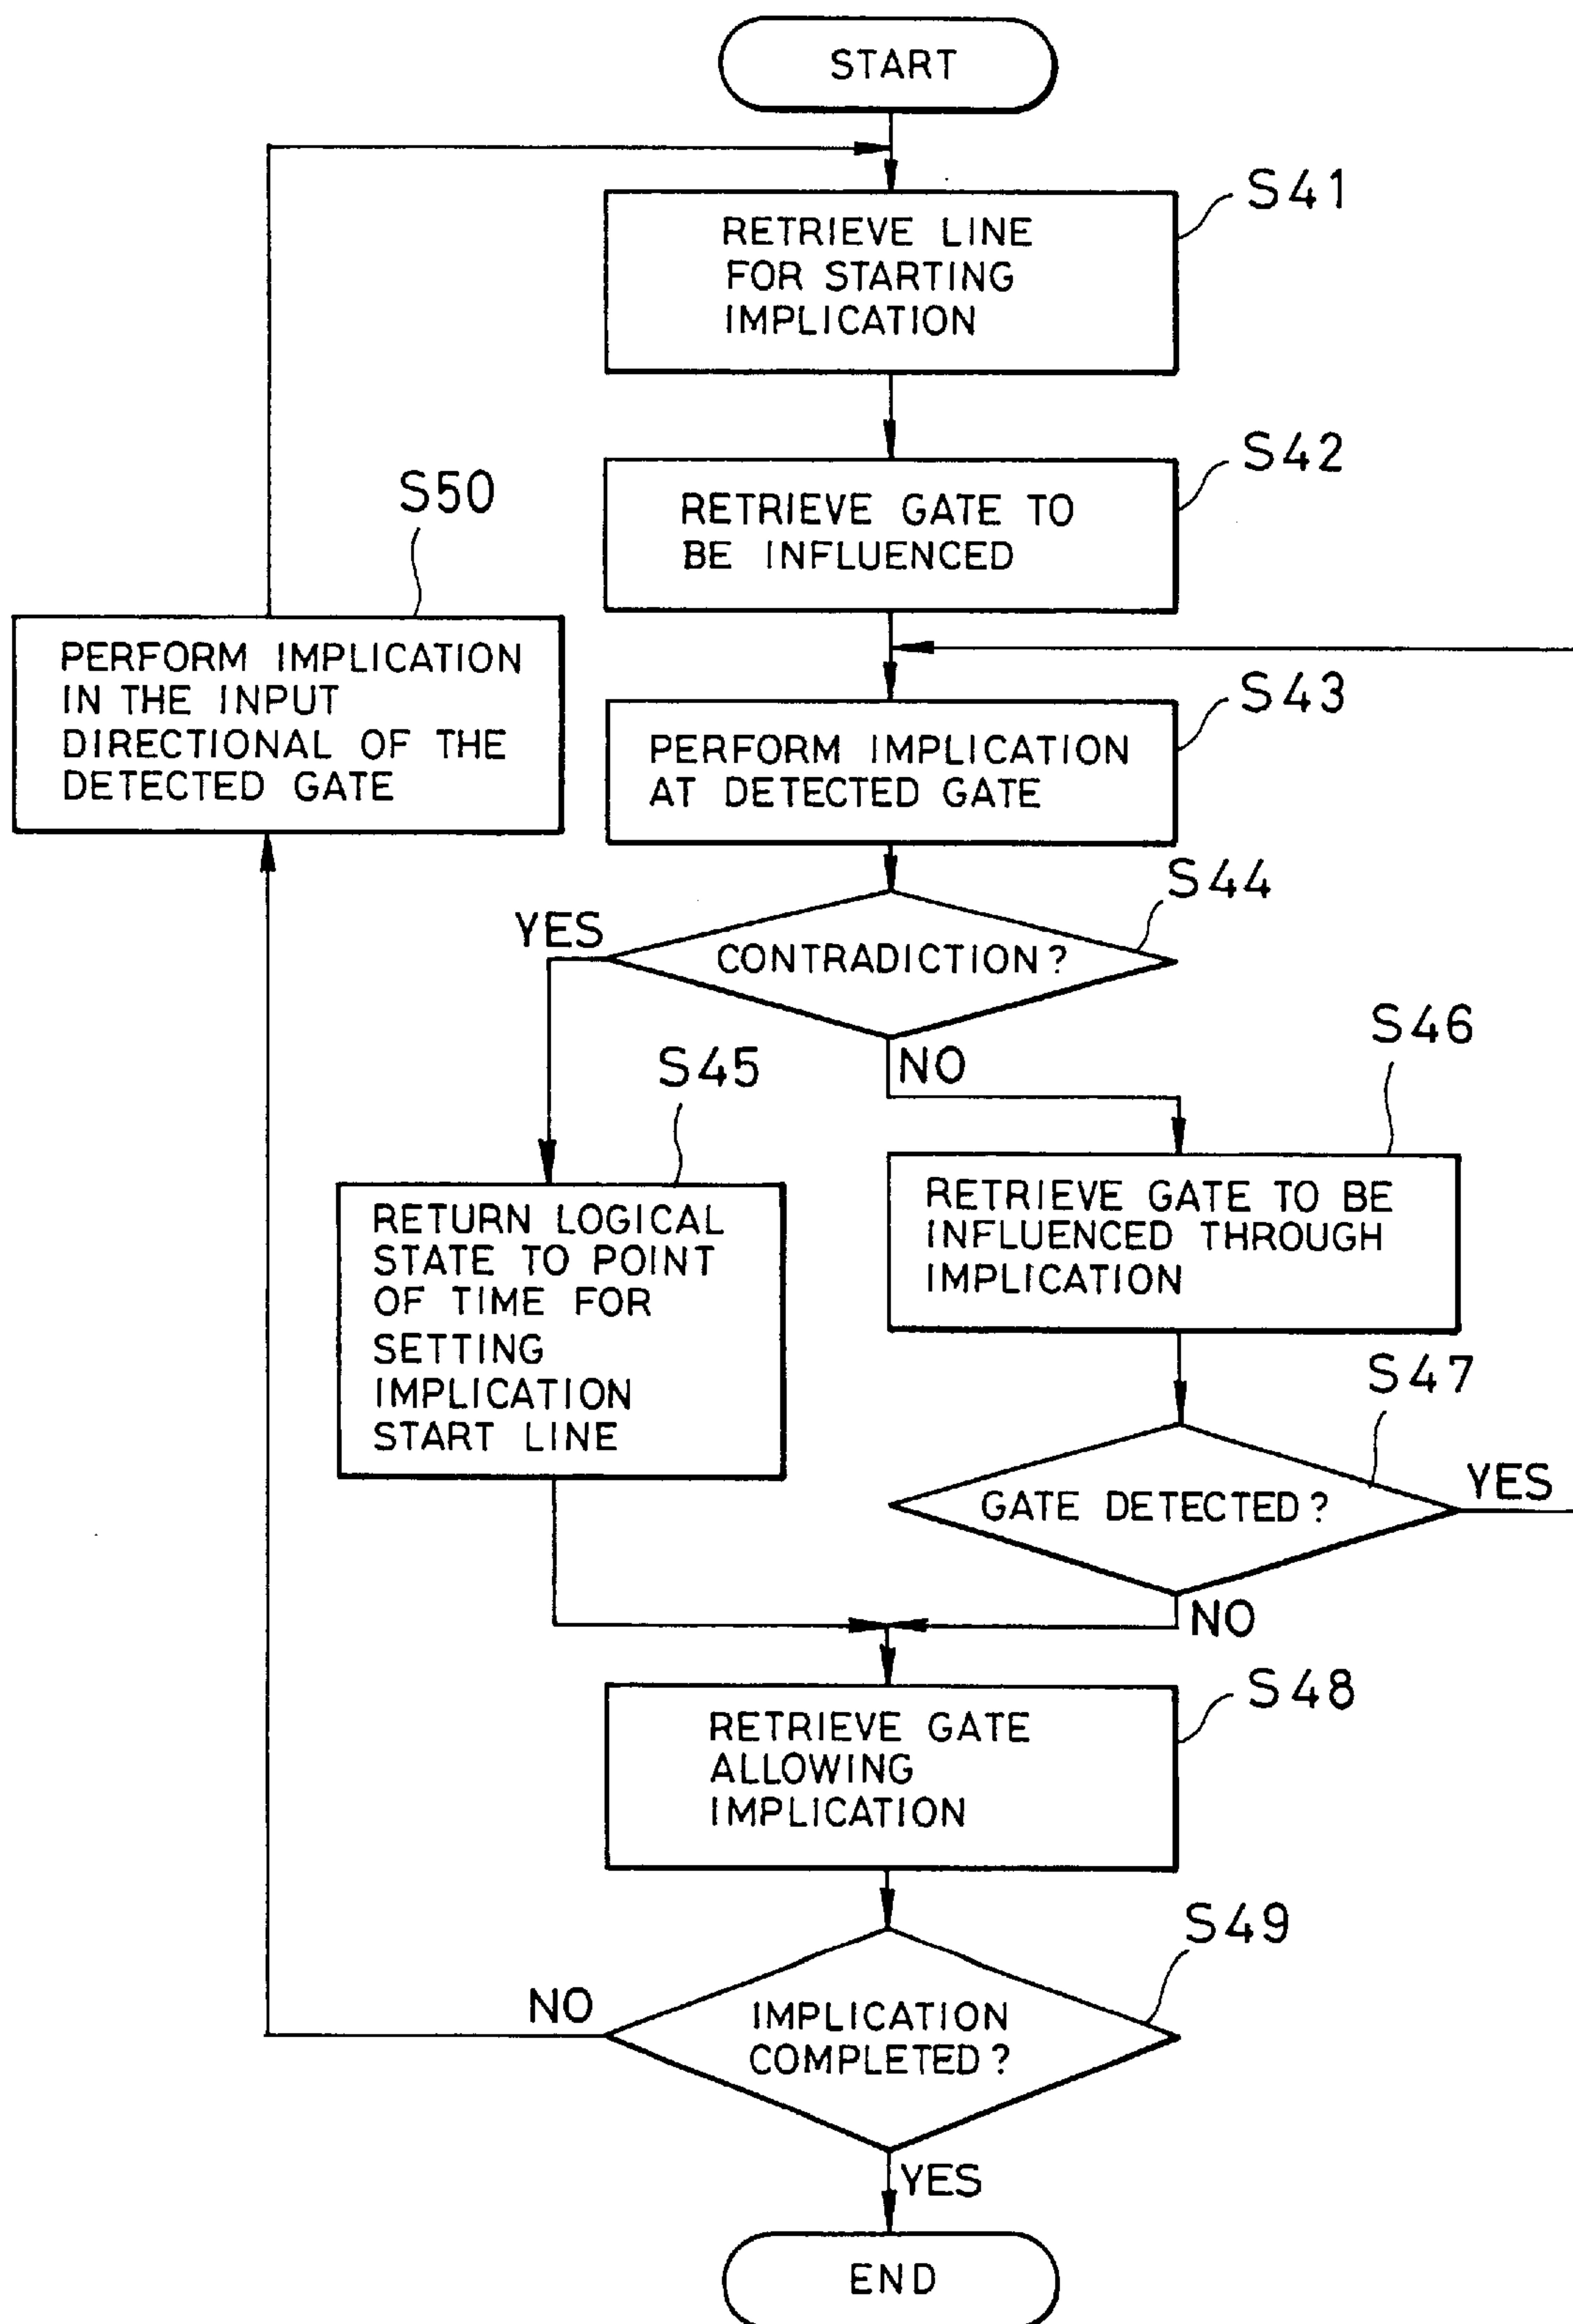 START
S41
RETRIEVE LINE
FOR STARTING
IMPLICATION
S42
RETRIEVE GATE TO
BE INFLUENCED
S50
PERFORM IMPLICATION
IN THE INPUT
DIRECTIONAL OF THE
DETECTED GATE
S43
PERFORM IMPLICATION
AT DETECTED GATE
S44
YES
CONTRADICTION?
NO
S45
RETURN LOGICAL
STATE TO POINT
OF TIME FOR
SETTING
IMPLICATION
START LINE
S46
RETRIEVE GATE TO BE
INFLUENCED THROUGH
IMPLICATION
S47
GATE DETECTED?
YES
NO
S48
RETRIEVE GATE
ALLOWING
IMPLICATION
S49
NO
IMPLICATION
COMPLETED?
YES
END